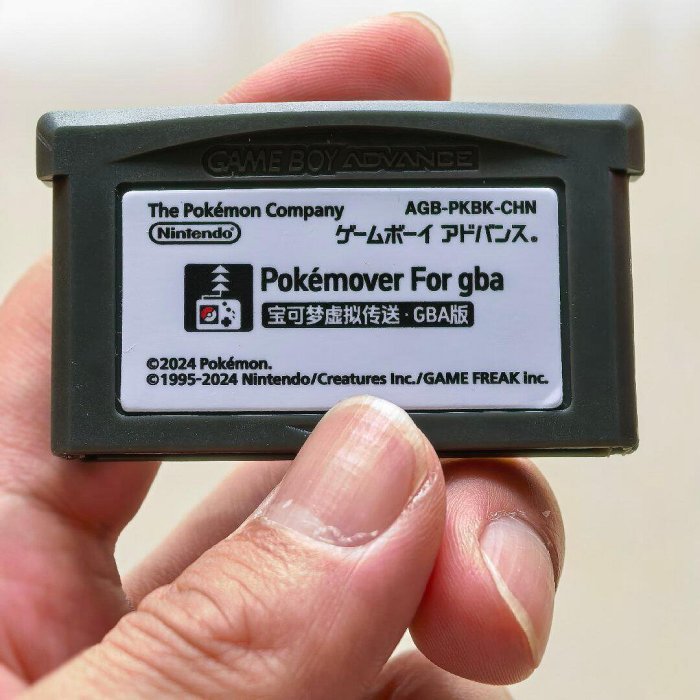 GAME BOY ADVANCE
The Pokémon Company AGB-PKBK-CHN
Nintendo ゲームボーイ アドバンス®
Pokémover For gba
宝可梦虚拟传送·GBA版
©2024 Pokémon.
©1995-2024 Nintendo/Creatures Inc./GAME FREAK inc.